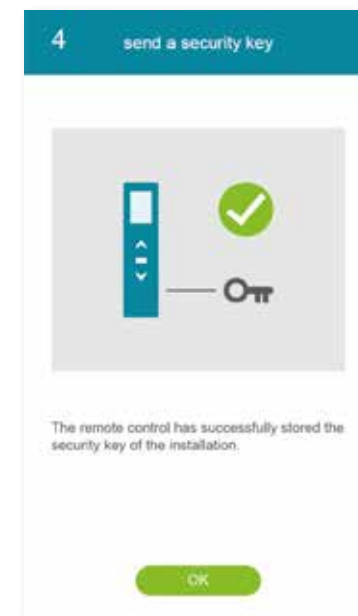 4 send a security key
The remote control has successfully stored the
security key of the installation.
OK